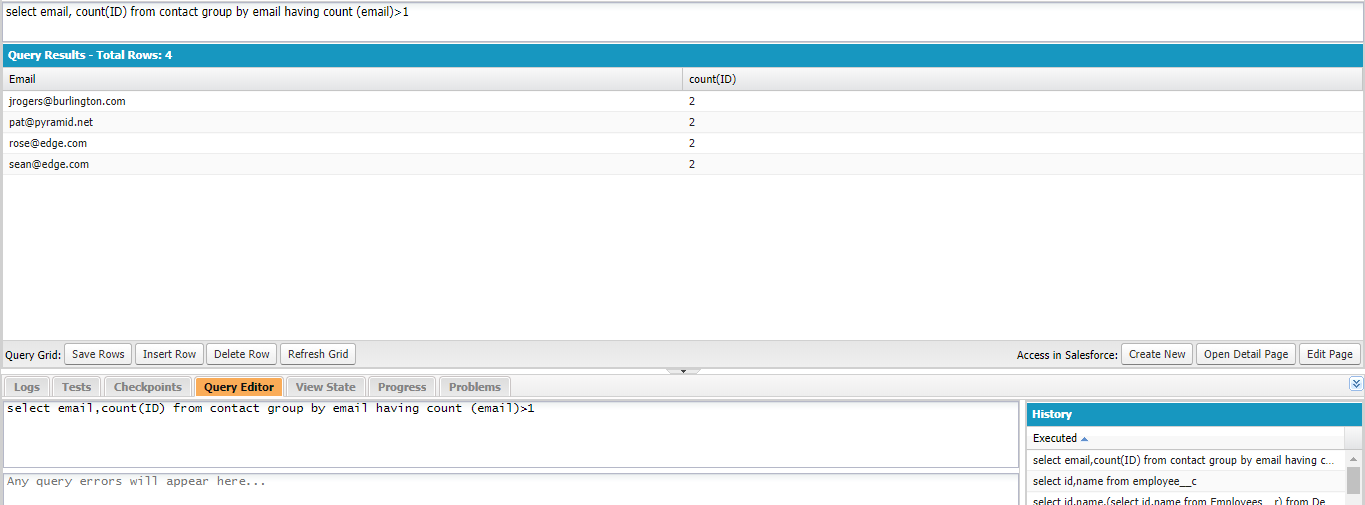 select email, count(ID) from contact group by email having count (email)>1
Query Results - Total Rows: 4
Email count(ID)
jrogers@burlington.com 2
pat@pyramid.net 2
rose@edge.com 2
sean@edge.com 2
Query Grid: Save Rows Insert Row Delete Row Refresh Grid Access in Salesforce: Create New Open Detail Page Edit Page
Logs Tests Checkpoints Query Editor View State Progress Problems
select email,count(ID) from contact group by email having count (email)>1
Any query errors will appear here...
History
Executed
select email,count(ID) from contact group by email having c...
select id,name from employee__c
select id,name,(select id,name from Employees__r) from De